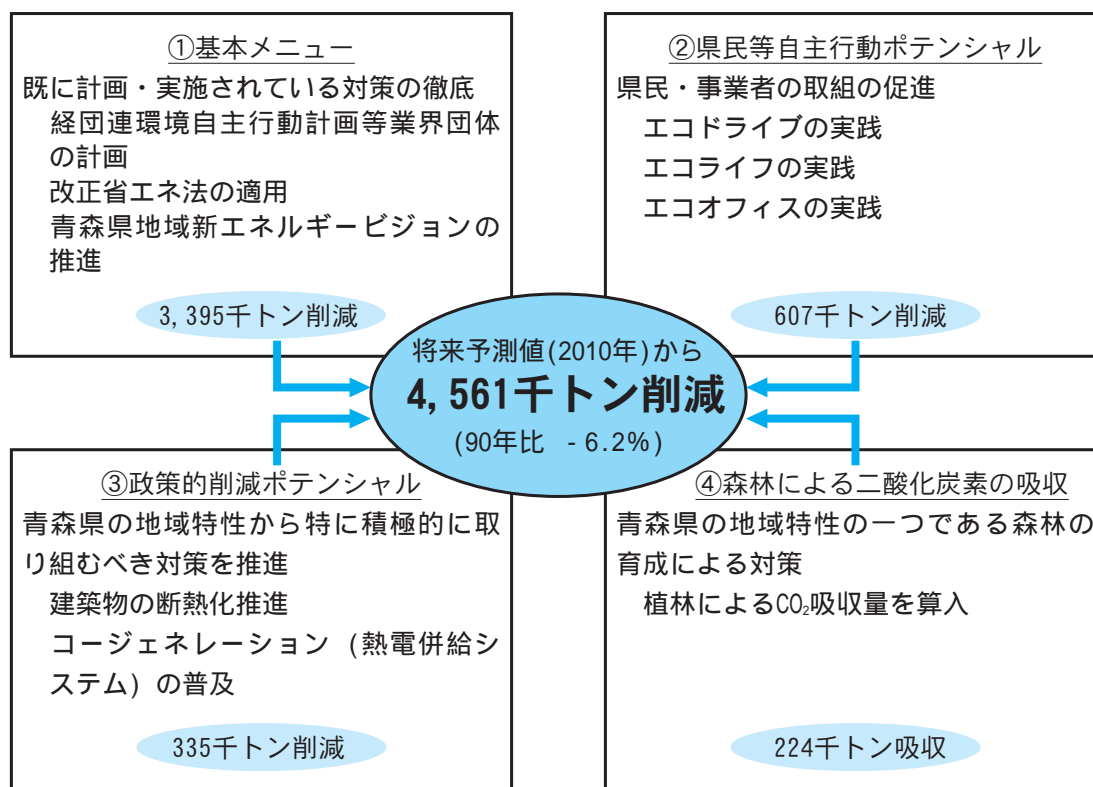 ①基本メニュー
既に計画・実施されている対策の徹底
経団連環境自主行動計画等業界団体
の計画
改正省エネ法の適用
青森県地域新エネルギービジョンの
推進
3,395千トン削減
②県民等自主行動ポテンシャル
県民・事業者の取組の促進
エコドライブの実践
エコライフの実践
エコオフィスの実践
607千トン削減
将来予測値(2010年)から
4,561千トン削減
(90年比 -6.2%)
③政策的削減ポテンシャル
青森県の地域特性から特に積極的に取
り組むべき対策を推進
建築物の断熱化推進
コージェネレーション(熱電併給シ
ステム)の普及
335千トン削減
④森林による二酸化炭素の吸収
青森県の地域特性の一つである森林の
育成による対策
植林によるCO₂吸収量を算入
224千トン吸収